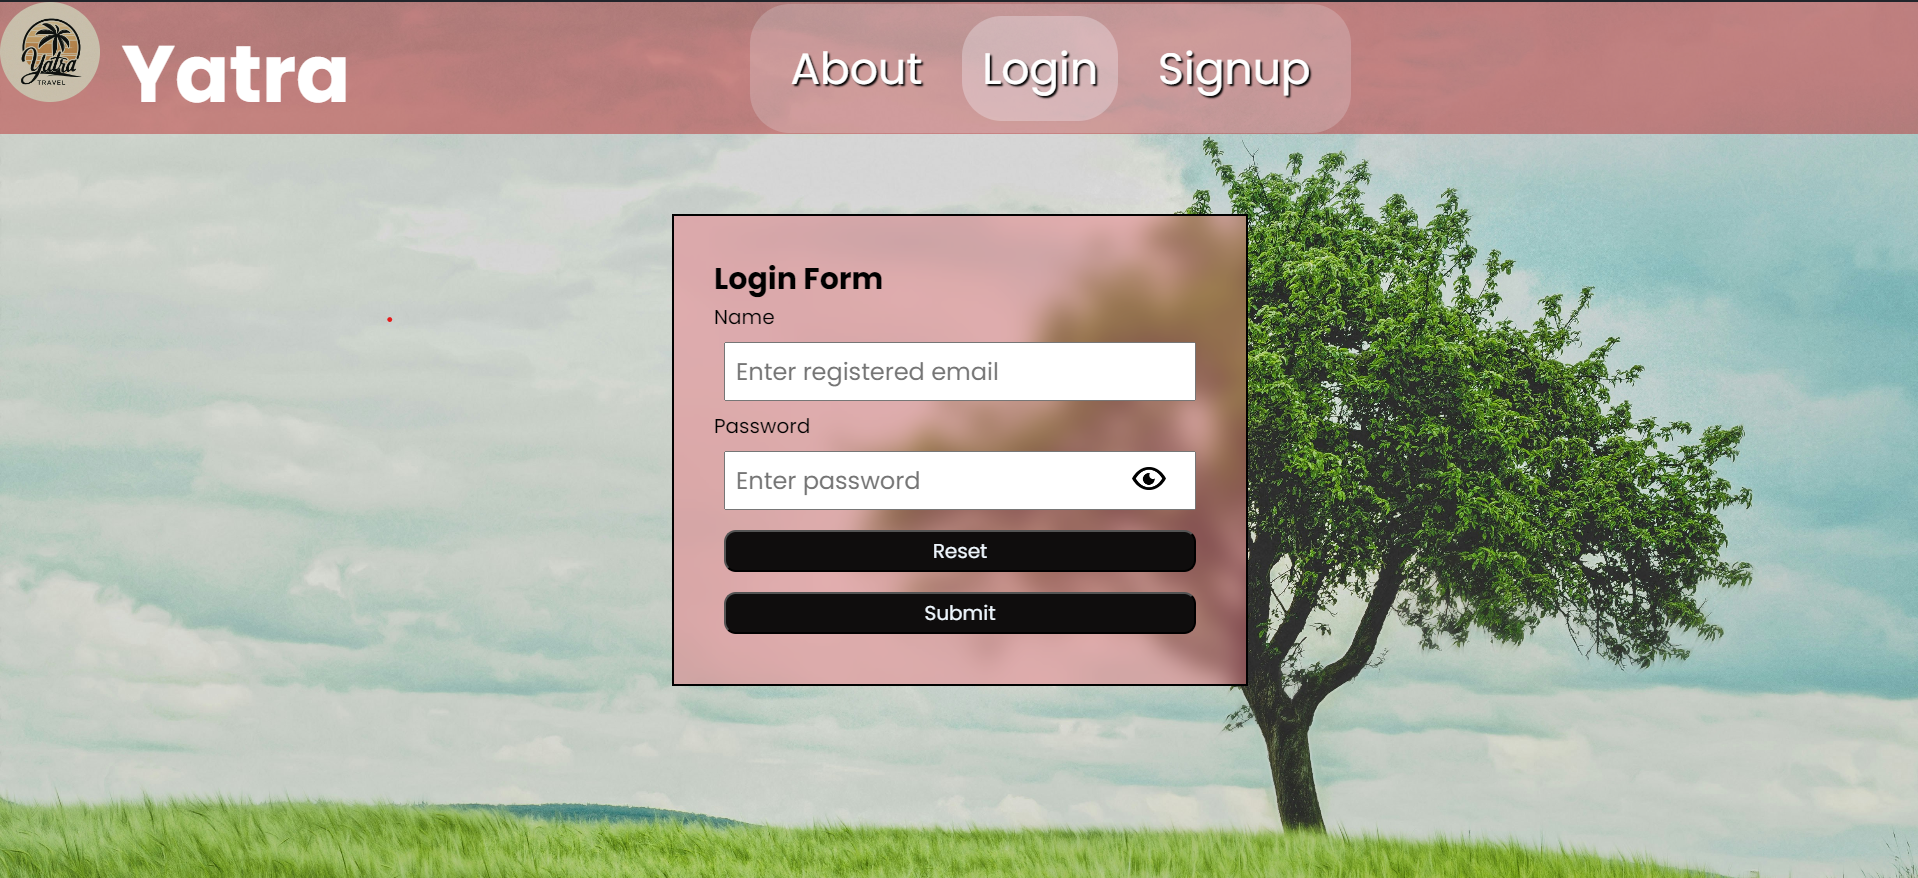 Yatra
TRAVEL
Yatra
About
Login
Signup
Login Form
Name
Enter registered email
Password
Enter password
Reset
Submit